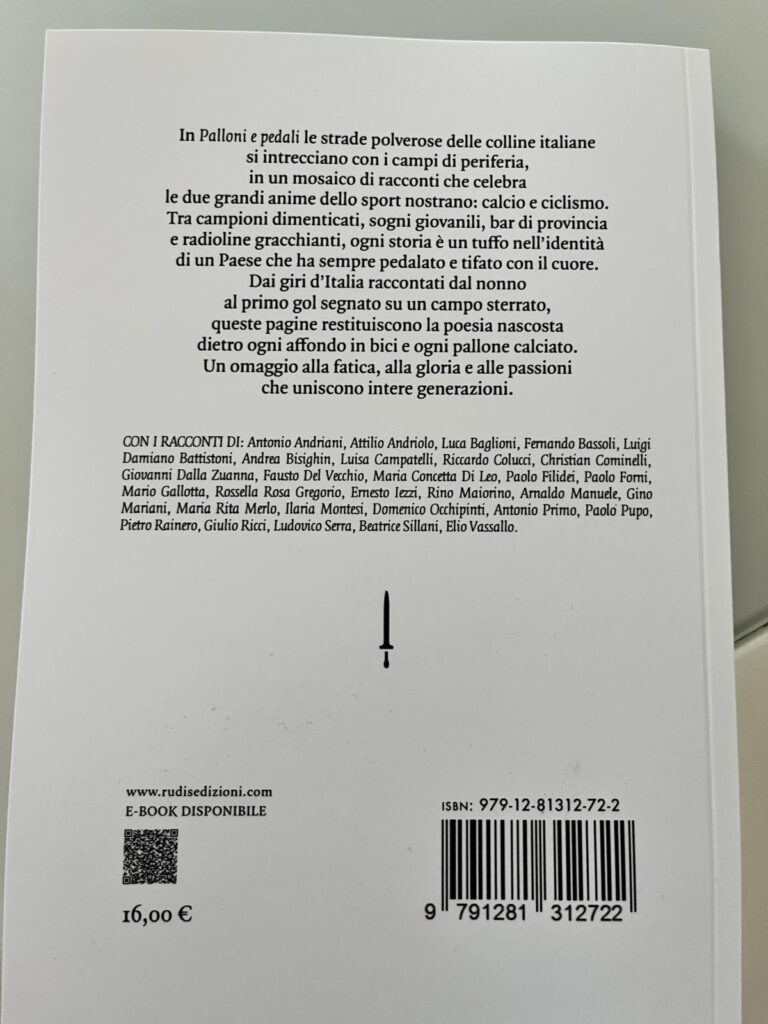 In Palloni e pedali le strade polverose delle colline italiane
si intrecciano con i campi di periferia,
in un mosaico di racconti che celebra
le due grandi anime dello sport nostrano: calcio e ciclismo.
Tra campioni dimenticati, sogni giovanili, bar di provincia
e radioline gracchianti, ogni storia è un tuffo nell'identità
di un Paese che ha sempre pedalato e tifato con il cuore.
Dai giri d'Italia raccontati dal nonno
al primo gol segnato su un campo sterrato,
queste pagine restituiscono la poesia nascosta
dietro ogni affondo in bici e ogni pallone calciato.
Un omaggio alla fatica, alla gloria e alle passioni
che uniscono intere generazioni.
CON I RACCONTI DI: Antonio Andriani, Attilio Andriolo, Luca Baglioni, Fernando Bassoli, Luigi
Damiano Battistoni, Andrea Bisighin, Luisa Campatelli, Riccardo Colucci, Christian Cominelli,
Giovanni Dalla Zuanna, Fausto Del Vecchio, Maria Concetta Di Leo, Paolo Filidei, Paolo Forni,
Mario Gallotta, Rossella Rosa Gregorio, Ernesto Iezzi, Rino Maiorino, Arnaldo Manuele, Gino
Mariani, Maria Rita Merlo, Ilaria Montesi, Domenico Occhipinti, Antonio Primo, Paolo Pupo,
Pietro Rainero, Giulio Ricci, Ludovico Serra, Beatrice Sillani, Elio Vassallo.
www.rudisedizioni.com
E-BOOK DISPONIBILE
16,00 €
ISBN: 979-12-81312-72-2
9 791281 312722